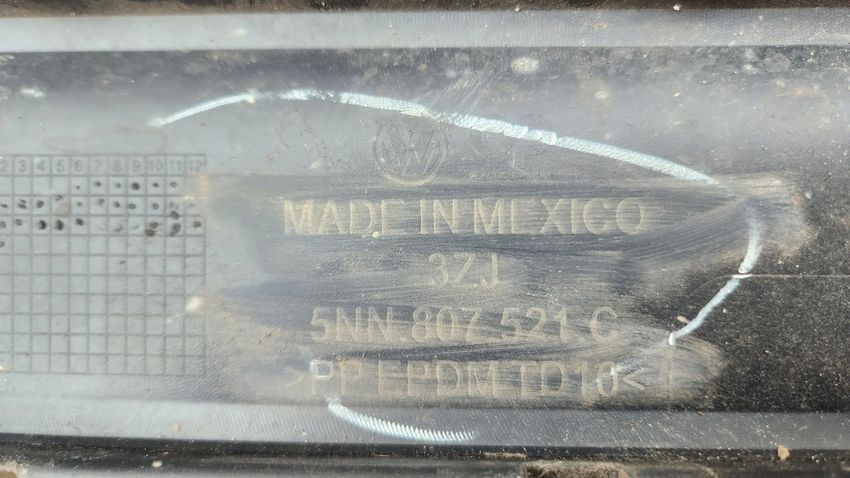 2 3 4 5 6 7 8 9 10 11 12
MADE IN MEXICO
3ZJ
5NN.807.521.C
>PP EPDM TD10<